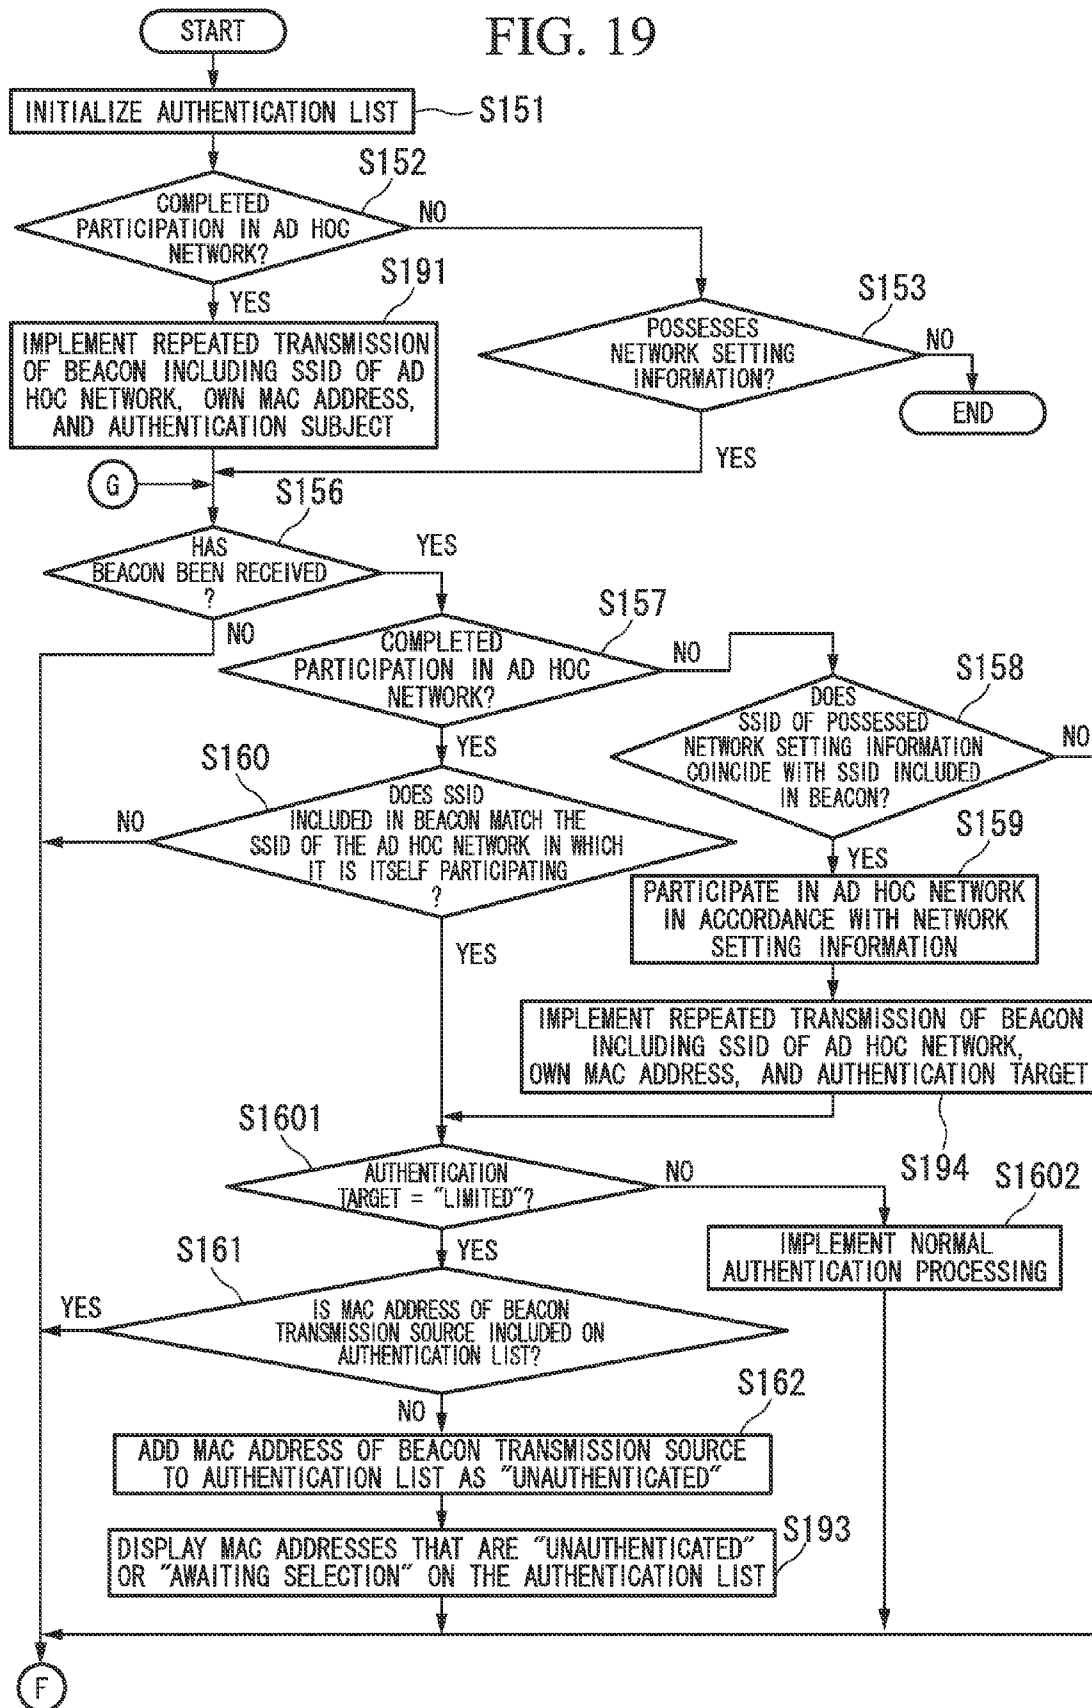 START
FIG. 19
INITIALIZE AUTHENTICATION LIST
S151
S152
COMPLETED
PARTICIPATION IN AD HOC
NETWORK?
NO
YES
S191
IMPLEMENT REPEATED TRANSMISSION
OF BEACON INCLUDING SSID OF AD
HOC NETWORK, OWN MAC ADDRESS,
AND AUTHENTICATION SUBJECT
S153
POSSESSES
NETWORK SETTING
INFORMATION?
NO
END
YES
G
S156
HAS
BEACON BEEN RECEIVED
?
YES
NO
S157
COMPLETED
PARTICIPATION IN AD HOC
NETWORK?
NO
YES
S158
DOES
SSID OF POSSESSED
NETWORK SETTING INFORMATION
COINCIDE WITH SSID INCLUDED
IN BEACON?
NO
YES
S160
DOES SSID
INCLUDED IN BEACON MATCH THE
SSID OF THE AD HOC NETWORK IN WHICH
IT IS ITSELF PARTICIPATING
?
NO
YES
S159
PARTICIPATE IN AD HOC NETWORK
IN ACCORDANCE WITH NETWORK
SETTING INFORMATION
IMPLEMENT REPEATED TRANSMISSION OF BEACON
INCLUDING SSID OF AD HOC NETWORK,
OWN MAC ADDRESS, AND AUTHENTICATION TARGET
S194
S1601
AUTHENTICATION
TARGET = "LIMITED"?
NO
YES
S1602
IMPLEMENT NORMAL
AUTHENTICATION PROCESSING
S161
IS MAC ADDRESS OF BEACON
TRANSMISSION SOURCE INCLUDED ON
AUTHENTICATION LIST?
YES
NO
S162
ADD MAC ADDRESS OF BEACON TRANSMISSION SOURCE
TO AUTHENTICATION LIST AS "UNAUTHENTICATED"
S193
DISPLAY MAC ADDRESSES THAT ARE "UNAUTHENTICATED"
OR "AWAITING SELECTION" ON THE AUTHENTICATION LIST
F